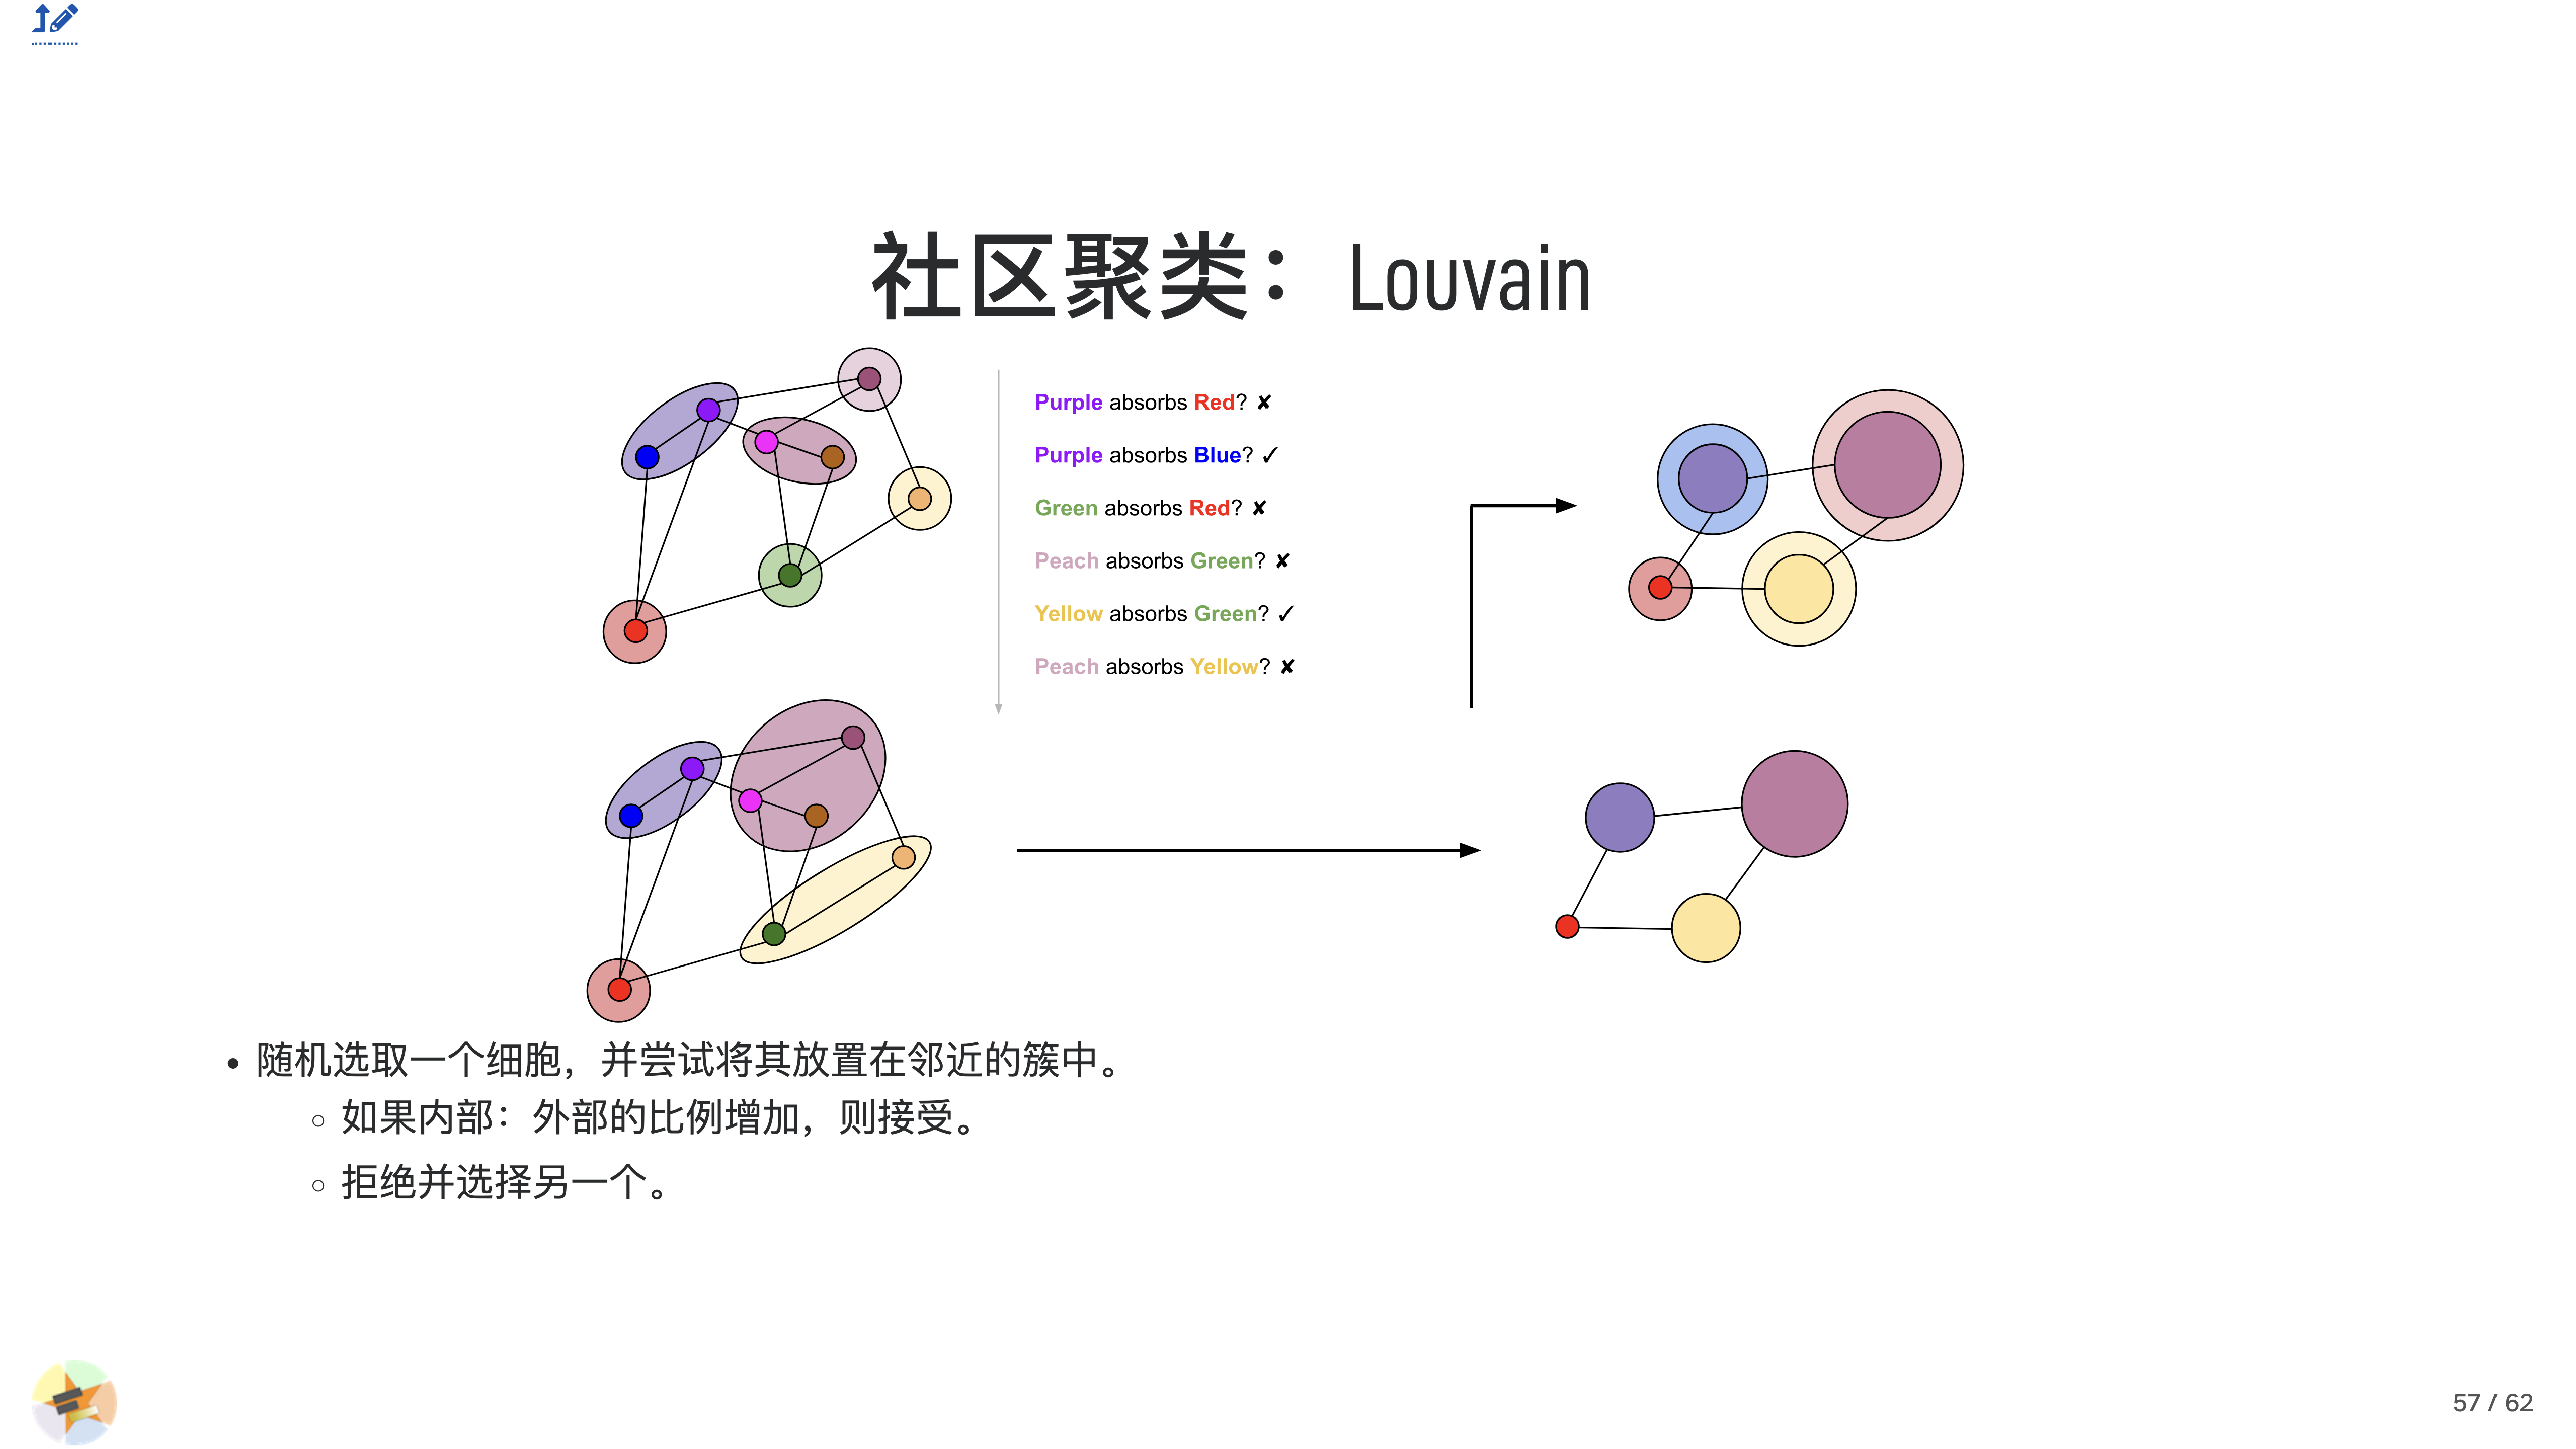 社区聚类：Louvain
Purple absorbs Red? ✘
Purple absorbs Blue? ✓
Green absorbs Red? ✘
Peach absorbs Green? ✘
Yellow absorbs Green? ✓
Peach absorbs Yellow? ✘
随机选取一个细胞，并尝试将其放置在邻近的簇中。
如果内部：外部的比例增加，则接受。
拒绝并选择另一个。
57 / 62